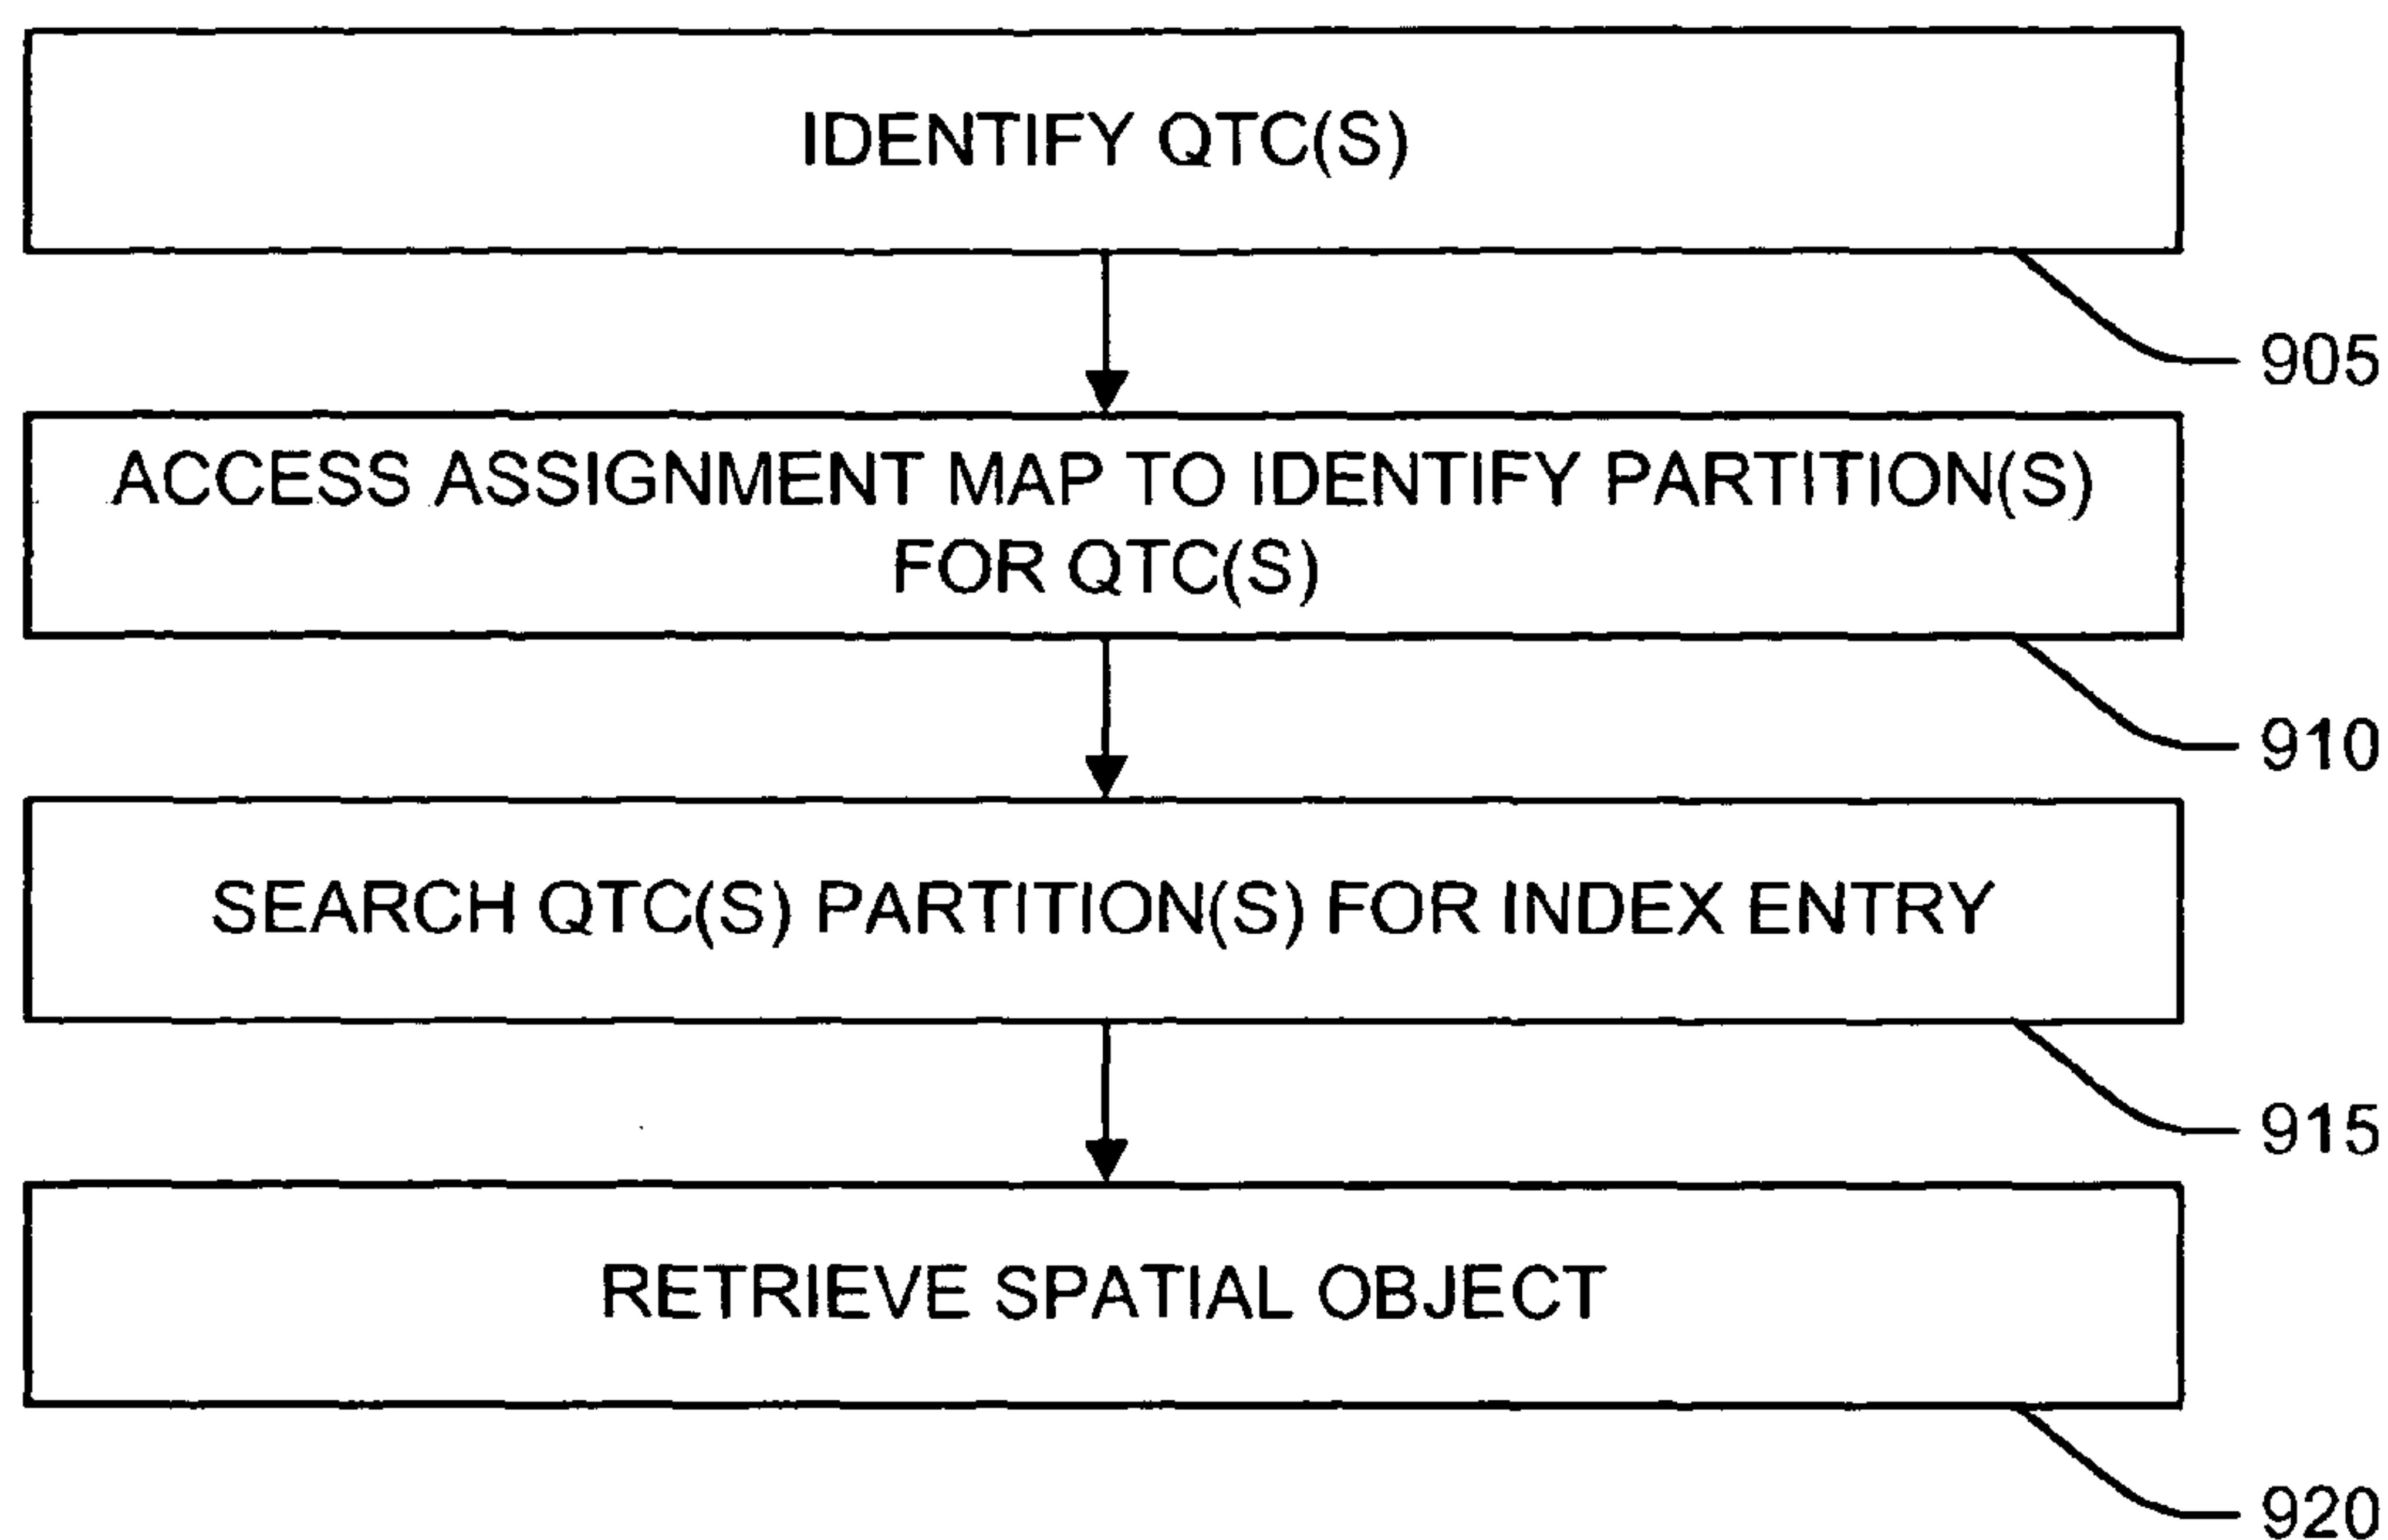 IDENTIFY QTC(S)
905
ACCESS ASSIGNMENT MAP TO IDENTIFY PARTITION(S)
FOR QTC(S)
910
SEARCH QTC(S) PARTITION(S) FOR INDEX ENTRY
915
RETRIEVE SPATIAL OBJECT
920